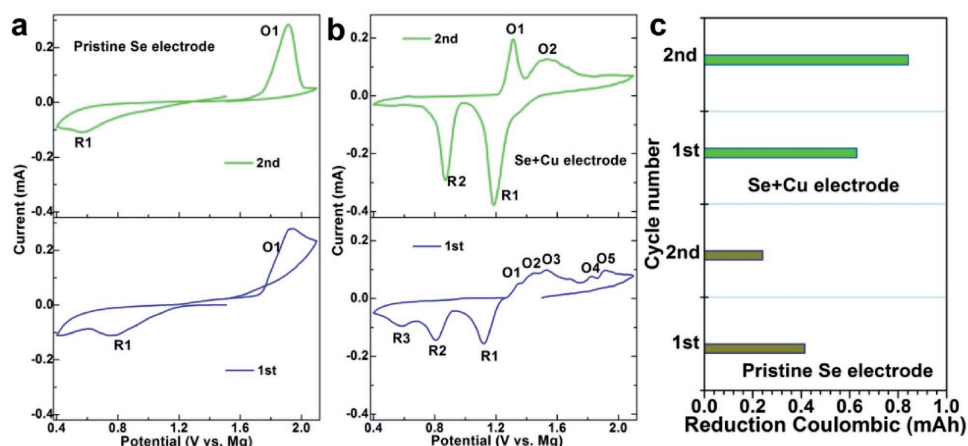 a
Pristine Se electrode
O1
0.2
0.0
-0.2
-0.4
R1
2nd
Current (mA)
O1
0.2
0.0
-0.2
-0.4
R1
1st
0.4 0.8 1.2 1.6 2.0
Potential (V vs. Mg)
b
2nd
O1
O2
0.2
0.0
-0.2
-0.4
R2
R1
Se+Cu electrode
Current (mA)
1st
O1
O2
O3
O4
O5
0.2
0.0
-0.2
-0.4
R3
R2
R1
0.4 0.8 1.2 1.6 2.0
Potential (V vs. Mg)
c
Cycle number
2nd
1st
Se+Cu electrode
2nd
1st
Pristine Se electrode
0.0 0.2 0.4 0.6 0.8 1.0
Reduction Coulombic (mAh)